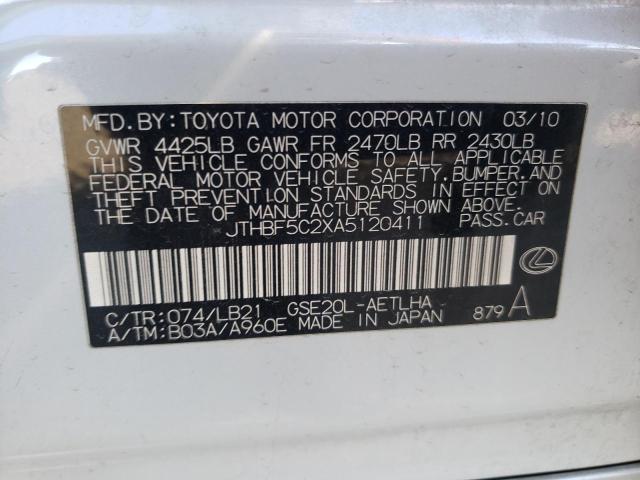 MFD.BY:TOYOTA MOTOR CORPORATION 03/10
GVWR 4425LB GAWR FR 2470LB RR 2430LB
THIS VEHICLE CONFORMS TO ALL APPLICABLE
FEDERAL MOTOR VEHICLE SAFETY,BUMPER,AND
THEFT PREVENTION STANDARDS IN EFFECT ON
THE DATE OF MANUFACTURE SHOWN ABOVE.
JTHBF5C2XA5120411 PASS.CAR
C/TR:074/LB21 GSE20L-AETLHA
A/TM:B03A/A960E MADE IN JAPAN 879A